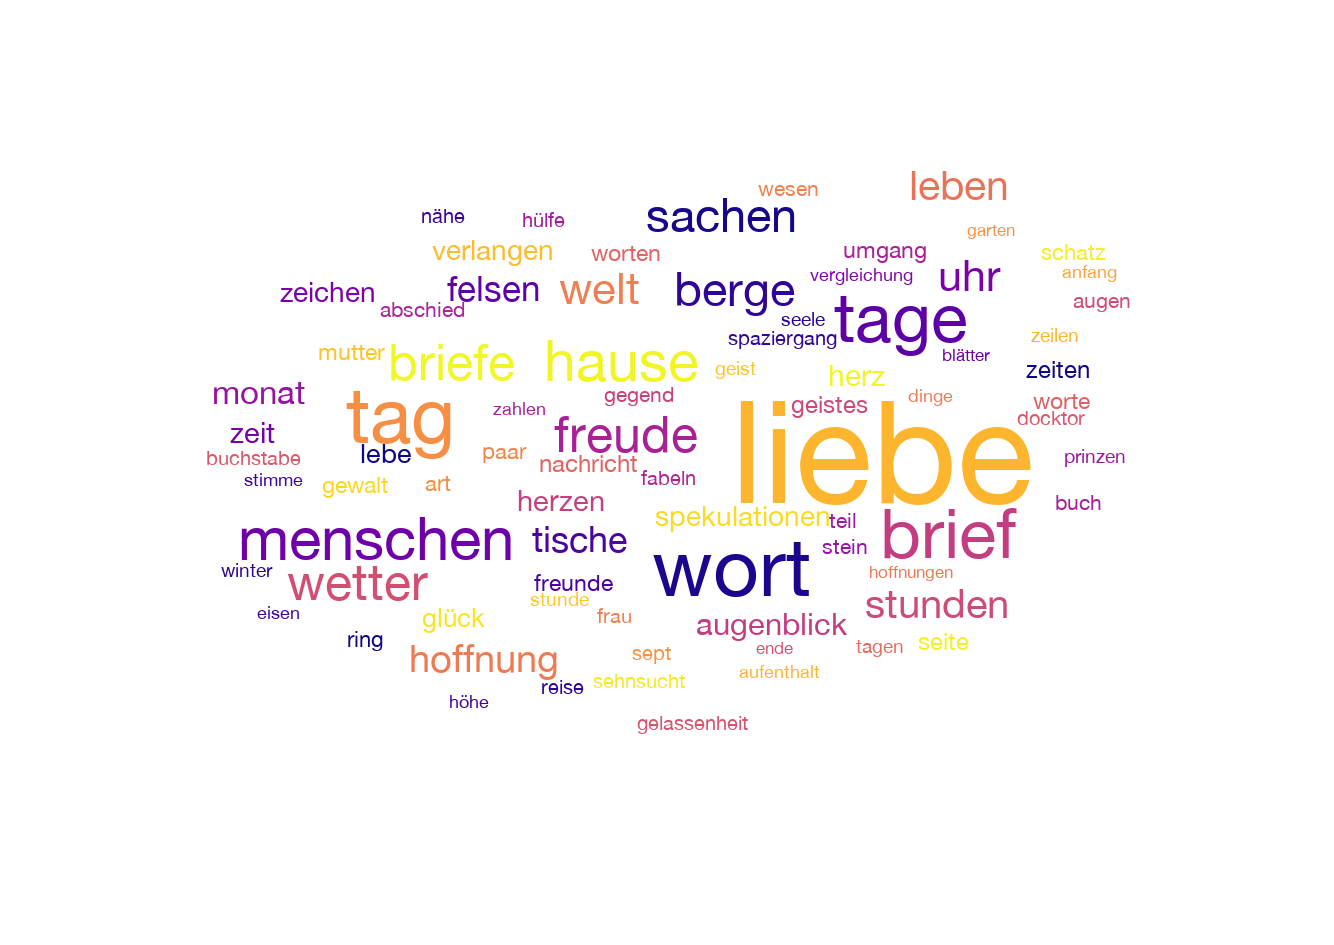 leben
wesen
sachen
nähe
hülfe
garten
verlangen
worten
umgang
schatz
zeichen
felsen
welt
berge
vergleichung
uhr
anfang
abschied
seele
tage
augen
spaziergang
zeilen
mutter
briefe
hause
geist
herz
blätter
zeiten
monat
tag
zahlen
gegend
geistes
dinge
worte
zeit
lebe
freude
liebe
docktor
buchstabe
paar
nachricht
prinzen
stimme
gewalt
art
fabeln
herzen
spekulationen
teil
buch
menschen
tische
wort
stein
brief
winter
wetter
freunde
hoffnungen
eisen
glück
stunde
frau
augenblick
stunden
ring
hoffnung
sept
ende
tagen
seite
höhe
reise
sehnsucht
aufenthalt
gelassenheit